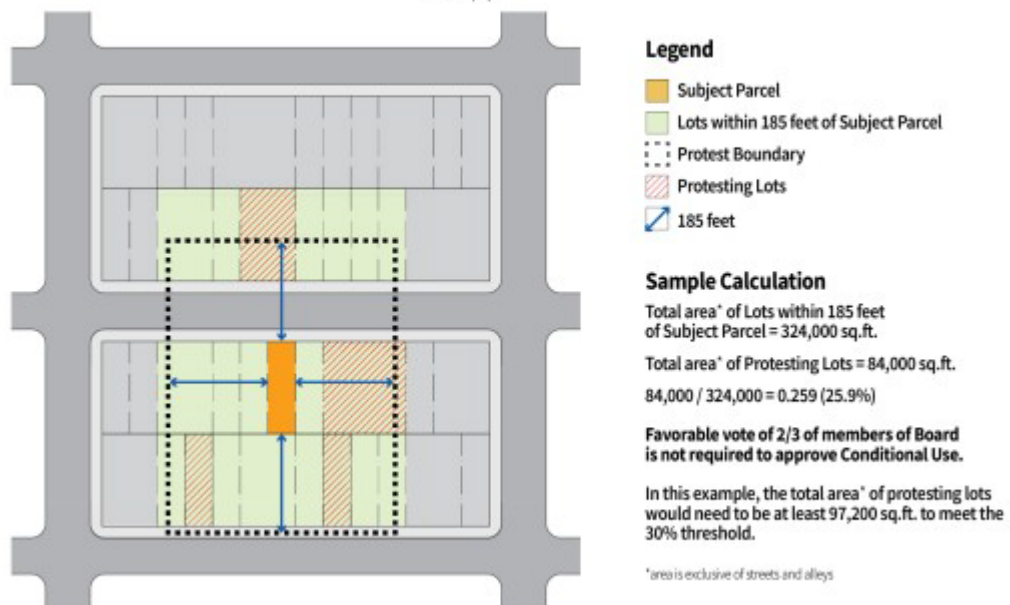 Legend
Subject Parcel
Lots within 185 feet of Subject Parcel
Protest Boundary
Protesting Lots
185 feet
Sample Calculation
Total area* of Lots within 185 feet
of Subject Parcel = 324,000 sq.ft.
Total area* of Protesting Lots = 84,000 sq.ft.
84,000 / 324,000 = 0.259 (25.9%)
Favorable vote of 2/3 of members of Board
is not required to approve Conditional Use.
In this example, the total area* of protesting lots
would need to be at least 97,200 sq.ft. to meet the
30% threshold.
*area is exclusive of streets and alleys